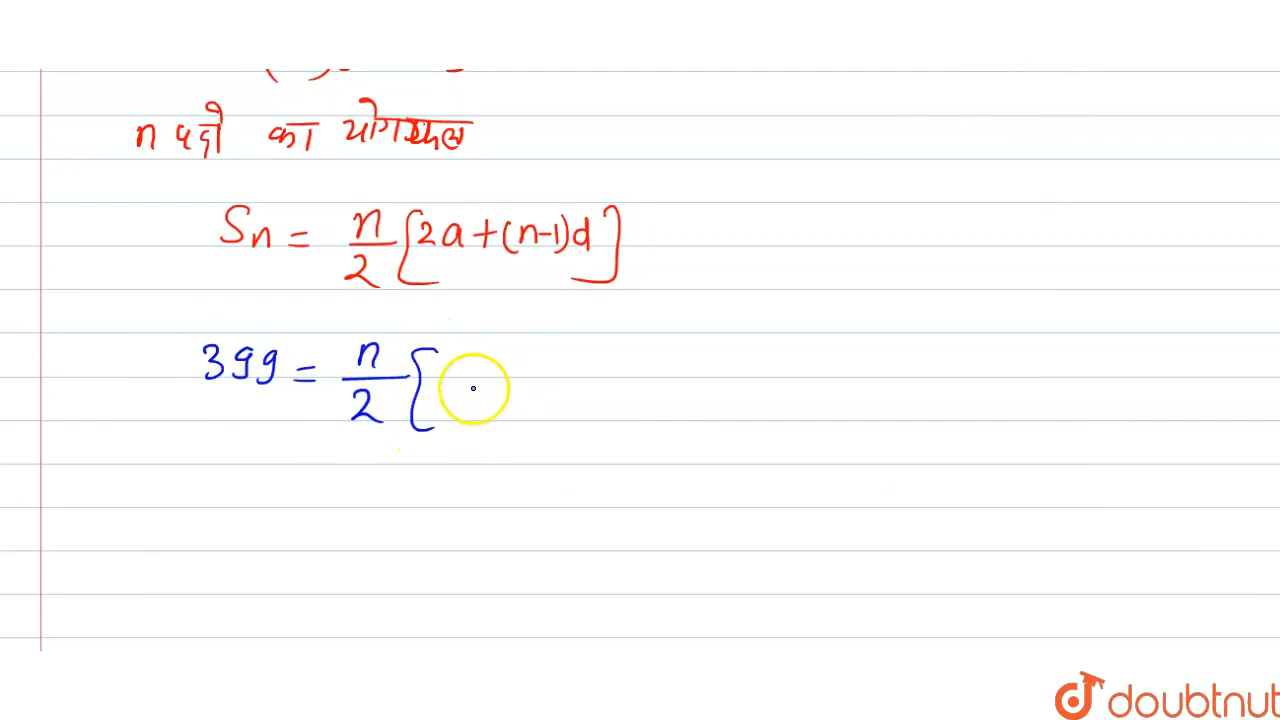 n पदों का योगफल
Sn = n/2 [2a+(n-1)d]
399 = n/2 [
doubtnut